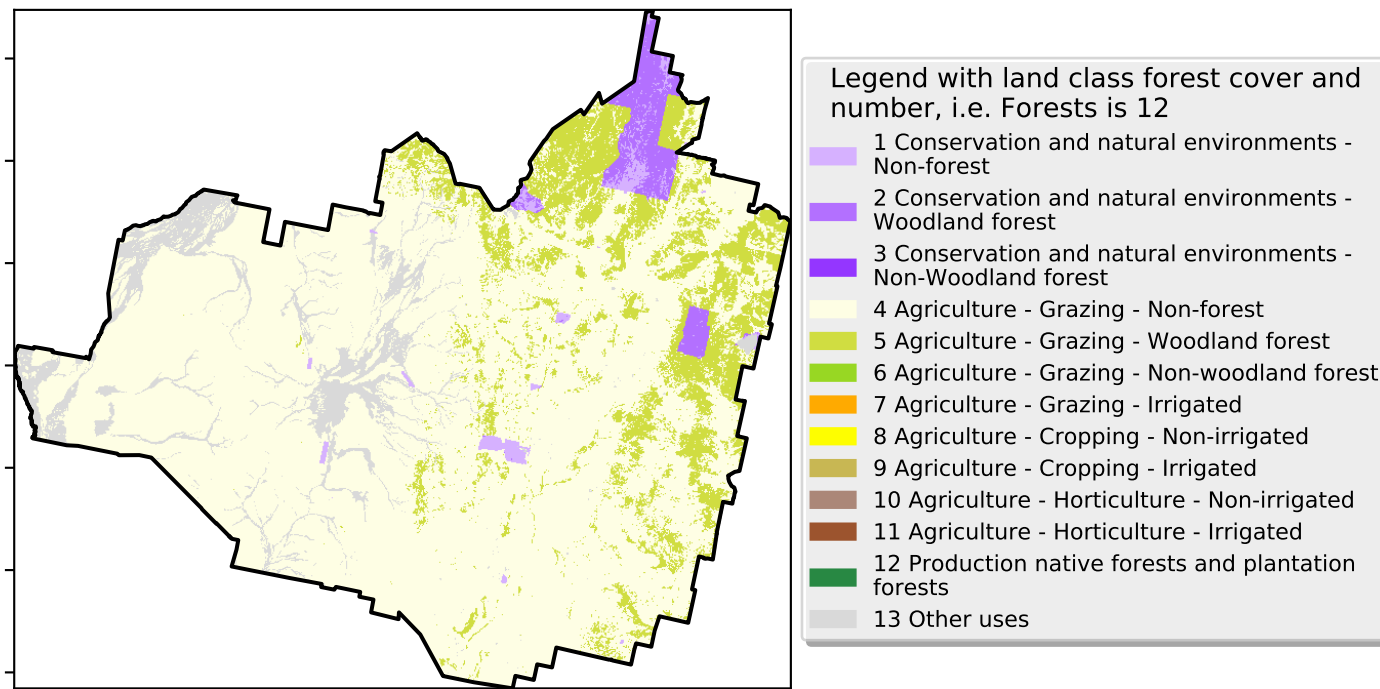 Legend with land class forest cover and
number, i.e. Forests is 12
1 Conservation and natural environments -
Non-forest
2 Conservation and natural environments -
Woodland forest
3 Conservation and natural environments -
Non-Woodland forest
4 Agriculture - Grazing - Non-forest
5 Agriculture - Grazing - Woodland forest
6 Agriculture - Grazing - Non-woodland forest
7 Agriculture - Grazing - Irrigated
8 Agriculture - Cropping - Non-irrigated
9 Agriculture - Cropping - Irrigated
10 Agriculture - Horticulture - Non-irrigated
11 Agriculture - Horticulture - Irrigated
12 Production native forests and plantation
forests
13 Other uses